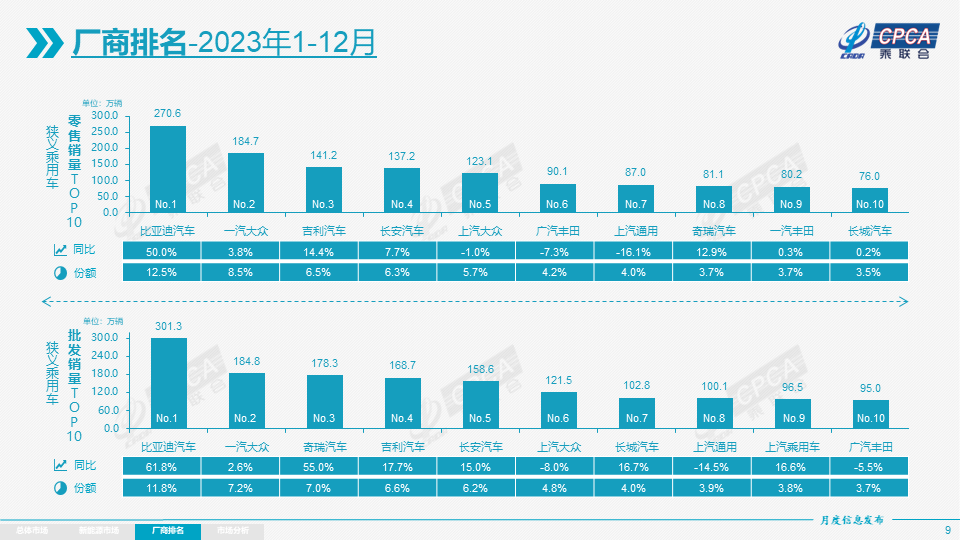 厂商排名-2023年1-12月
CPCA
乘联合
CPCA
单位：万辆
狭义乘用车
零售销量TOP10
300.0
250.0
200.0
150.0
100.0
50.0
0.0
270.6 184.7 141.2 137.2 123.1 90.1 87.0 81.1 80.2 76.0
No.1 No.2 No.3 No.4 No.5 No.6 No.7 No.8 No.9 No.10
比亚迪汽车 一汽大众 吉利汽车 长安汽车 上汽大众 广汽丰田 上汽通用 奇瑞汽车 一汽丰田 长城汽车
同比 50.0% 3.8% 14.4% 7.7% -1.0% -7.3% -16.1% 12.9% 0.3% 0.2%
份额 12.5% 8.5% 6.5% 6.3% 5.7% 4.2% 4.0% 3.7% 3.7% 3.5%
单位：万辆
狭义乘用车
批发销量TOP10
300.0
240.0
180.0
120.0
60.0
0.0
301.3 184.8 178.3 168.7 158.6 121.5 102.8 100.1 96.5 95.0
No.1 No.2 No.3 No.4 No.5 No.6 No.7 No.8 No.9 No.10
比亚迪汽车 一汽大众 奇瑞汽车 吉利汽车 长安汽车 上汽大众 长城汽车 上汽通用 上汽乘用车 广汽丰田
同比 61.8% 2.6% 55.0% 17.7% 15.0% -8.0% 16.7% -14.5% 16.6% -5.5%
份额 11.8% 7.2% 7.0% 6.6% 6.2% 4.8% 4.0% 3.9% 3.8% 3.7%
月度信息发布
总体市场 新能源市场 厂商排名 市场分析
9